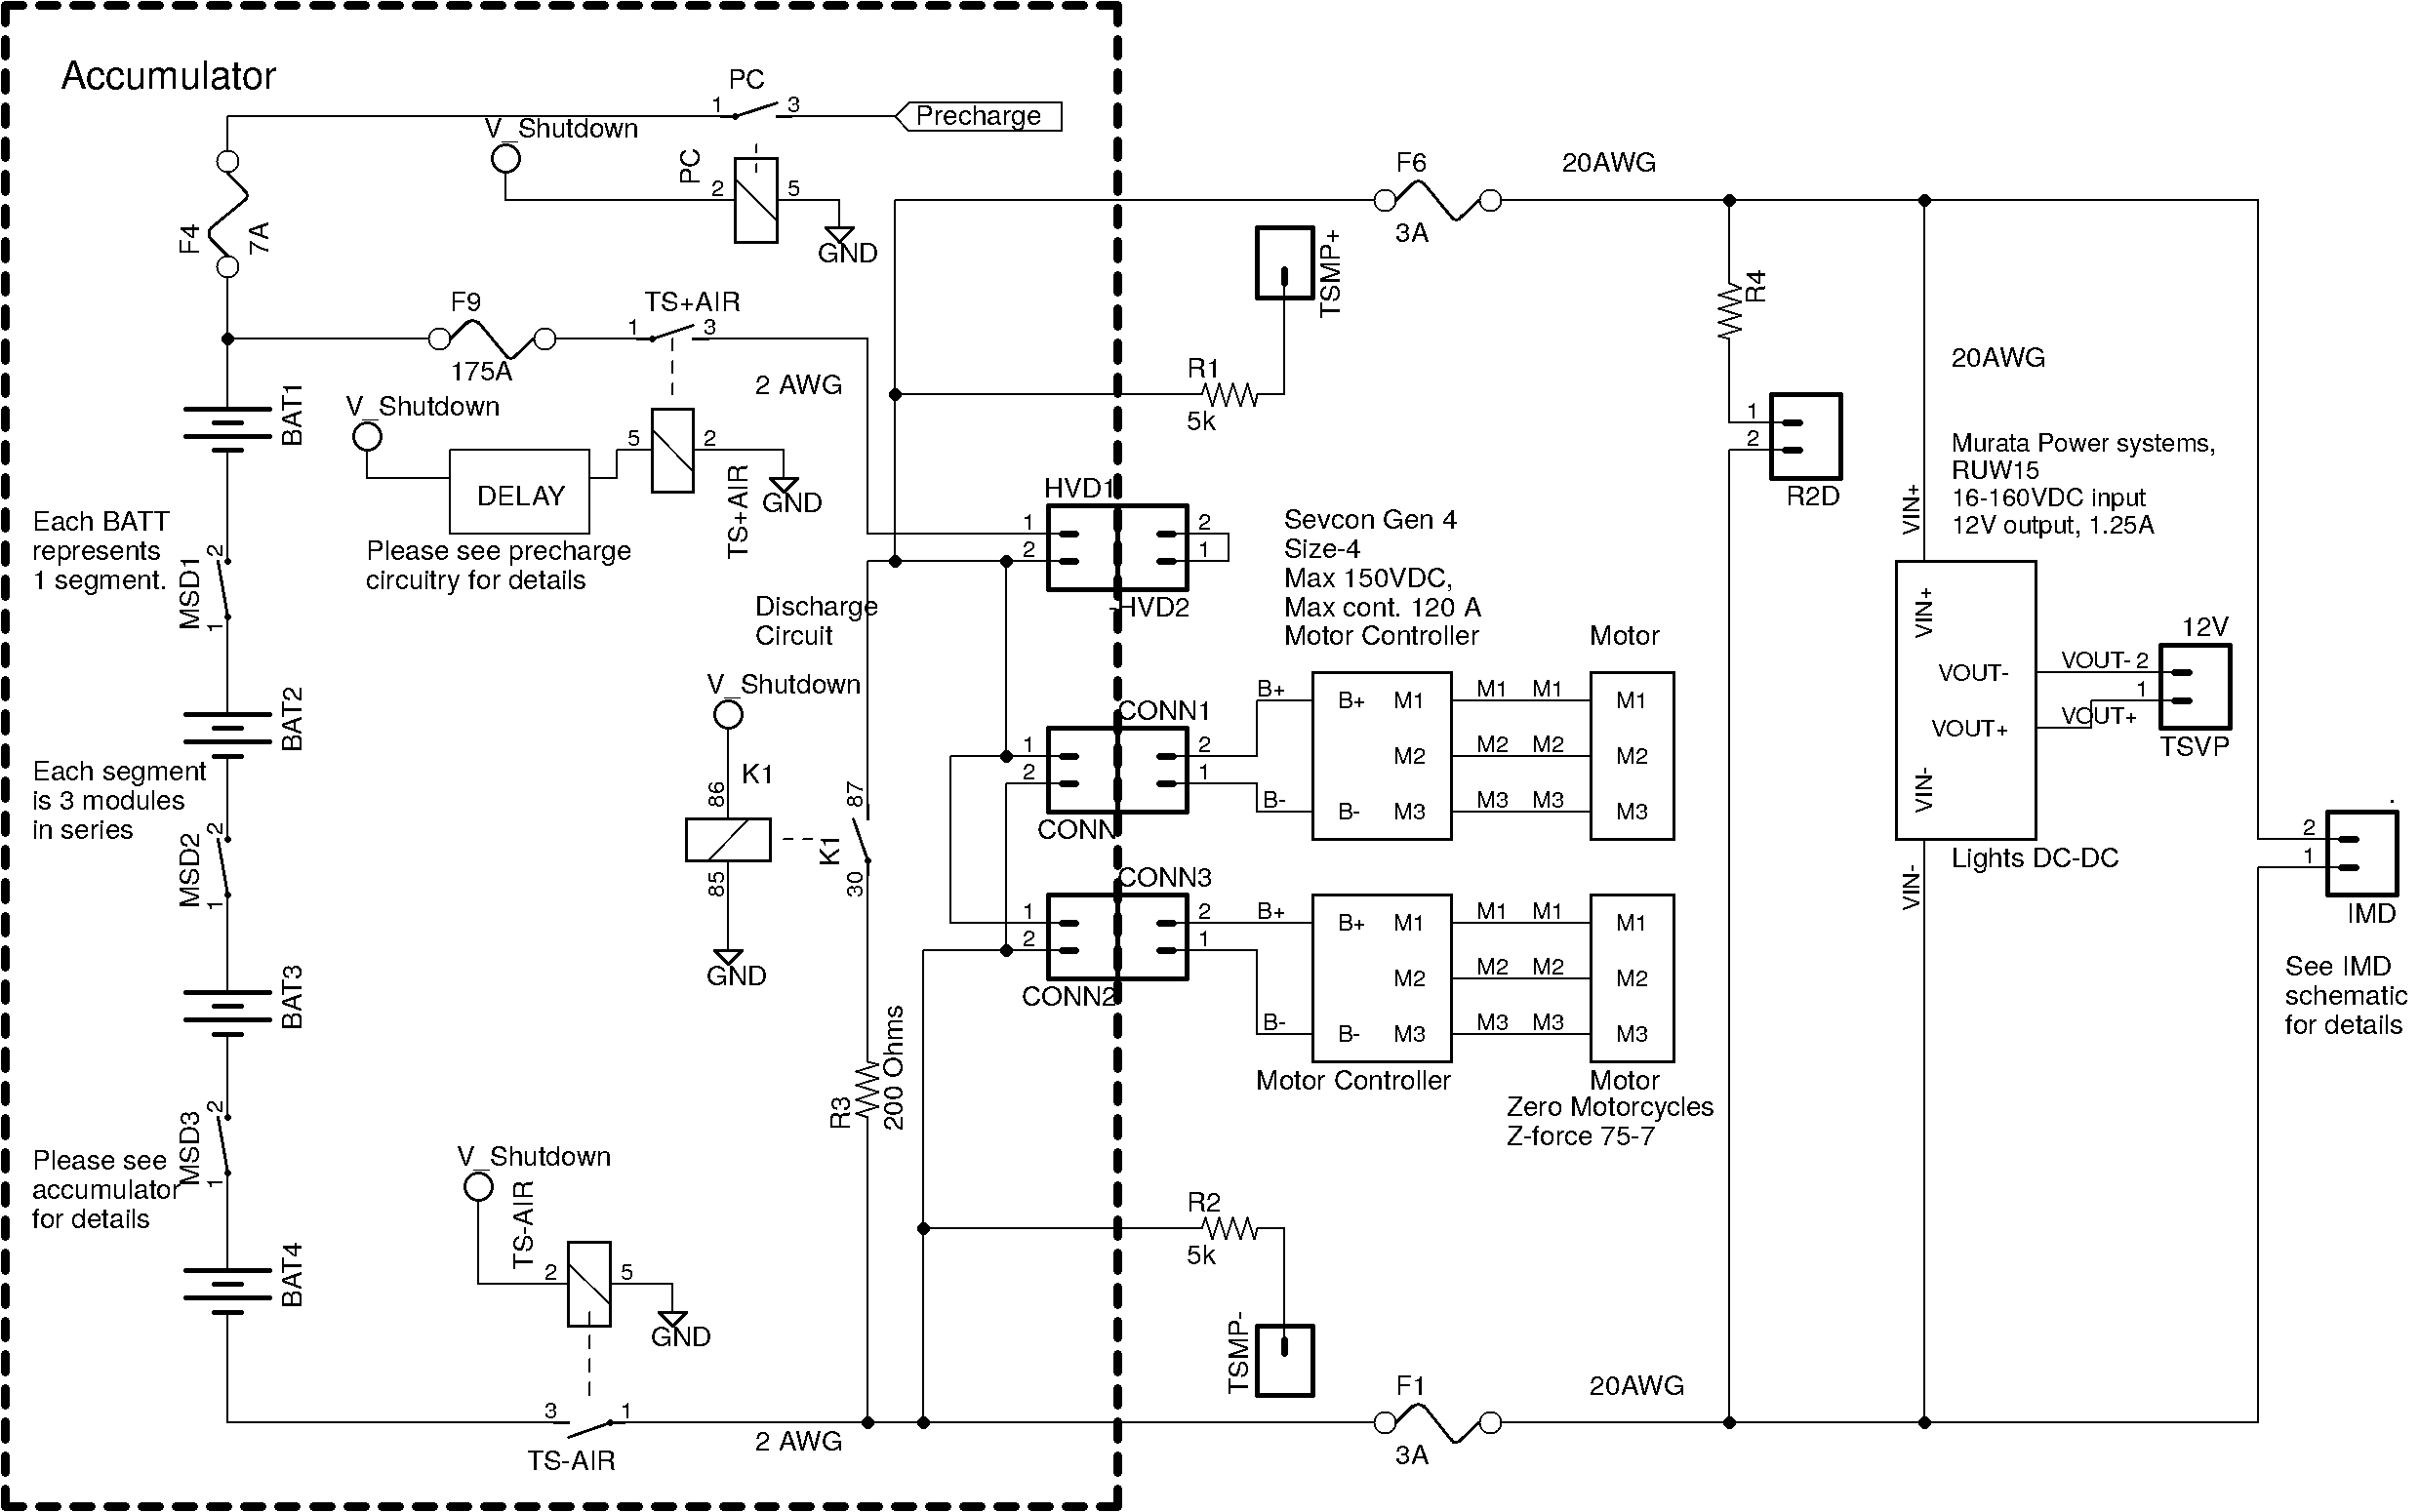 Accumulator
PC
1
3
Precharge
V_Shutdown
PC
2
5
GND
F4
7A
F9
175A
TS+AIR
1
3
2 AWG
V_Shutdown
DELAY
5
2
TS+AIR
GND
Please see precharge
circuitry for details
BAT1
Each BATT
represents
1 segment.
MSD1
2
1
BAT2
Each segment
is 3 modules
in series
MSD2
2
1
BAT3
MSD3
2
1
Please see
accumulator
for details
BAT4
Discharge
Circuit
V_Shutdown
86
K1
85
GND
87
K1
30
R3
200 Ohms
V_Shutdown
TS-AIR
2
5
GND
3
1
TS-AIR
2 AWG
HVD1
1
2
2
1
-HVD2
CONN1
1
2
2
1
CONN
CONN3
1
2
2
1
CONN2
F6
3A
20AWG
TSMP+
R1
5k
Sevcon Gen 4
Size-4
Max 150VDC,
Max cont. 120 A
Motor Controller
Motor
B+
B+
M1
M1
M1
M1
M2
M2
M2
M2
B-
B-
M3
M3
M3
M3
B+
B+
M1
M1
M1
M1
M2
M2
M2
M2
B-
B-
M3
M3
M3
M3
Motor Controller
Motor
Zero Motorcycles
Z-force 75-7
R2
5k
TSMP-
F1
3A
20AWG
R4
1
2
R2D
20AWG
Murata Power systems,
RUW15
16-160VDC input
12V output, 1.25A
VIN+
VIN+
VOUT-
VOUT+
VIN-
VIN-
Lights DC-DC
VOUT-
2
1
VOUT+
12V
TSVP
.
2
1
IMD
See IMD
schematic
for details